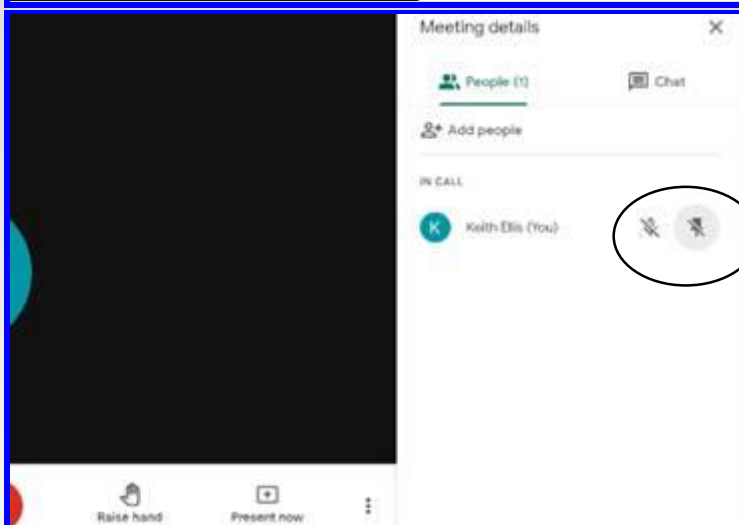 Meeting details
People (1)
Chat
Add people
IN CALL
K
Keith Ellis (You)
Raise hand
Present now